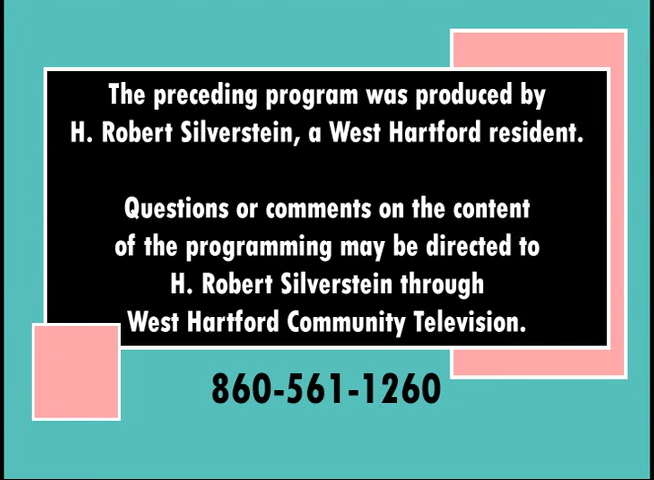 The preceding program was produced by
H. Robert Silverstein, a West Hartford resident.
Questions or comments on the content
of the programming may be directed to
H. Robert Silverstein through
West Hartford Community Television.
860-561-1260